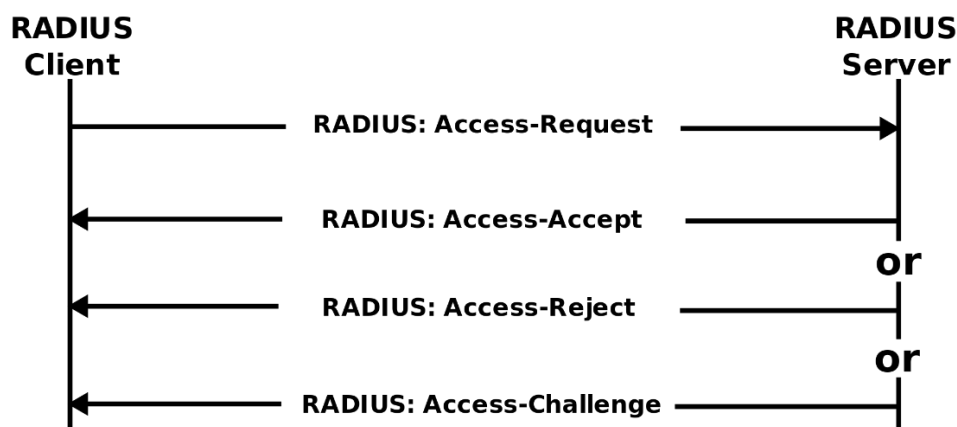 RADIUS
Client
RADIUS
Server
RADIUS: Access-Request
RADIUS: Access-Accept
or
RADIUS: Access-Reject
or
RADIUS: Access-Challenge